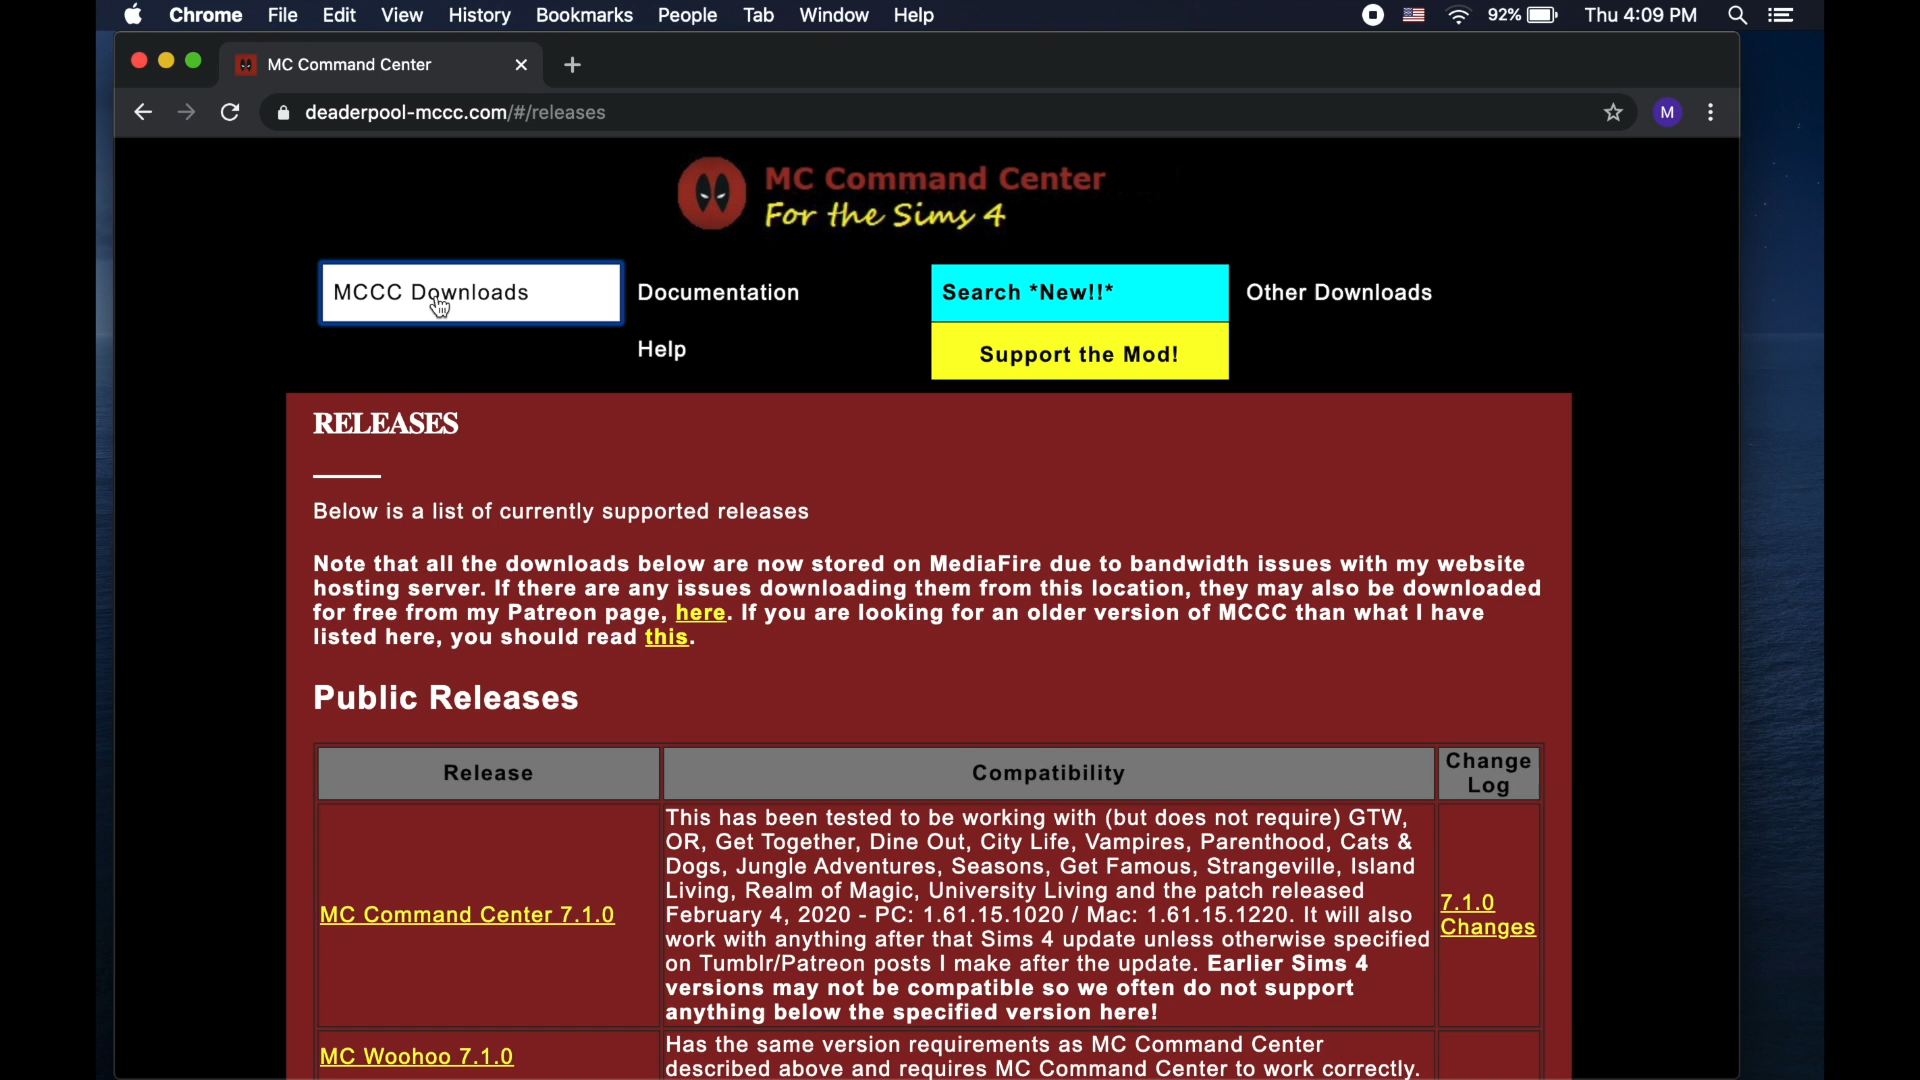 Chrome File Edit View History Bookmarks People Tab Window Help 92% Thu 4:09 PM
MC Command Center
deaderpool-mccc.com/#/releases M
MC Command Center
For the Sims 4
MCCC Downloads Documentation Search *New!!* Other Downloads
Help Support the Mod!
RELEASES
Below is a list of currently supported releases
Note that all the downloads below are now stored on MediaFire due to bandwidth issues with my website
hosting server. If there are any issues downloading them from this location, they may also be downloaded
for free from my Patreon page, here. If you are looking for an older version of MCCC than what I have
listed here, you should read this.
Public Releases
Release Compatibility Change
Log
MC Command Center 7.1.0
This has been tested to be working with (but does not require) GTW,
OR, Get Together, Dine Out, City Life, Vampires, Parenthood, Cats &
Dogs, Jungle Adventures, Seasons, Get Famous, Strangeville, Island
Living, Realm of Magic, University Living and the patch released
February 4, 2020 - PC: 1.61.15.1020 / Mac: 1.61.15.1220. It will also
work with anything after that Sims 4 update unless otherwise specified
on Tumblr/Patreon posts I make after the update. Earlier Sims 4
versions may not be compatible so we often do not support
anything below the specified version here!
7.1.0
Changes
MC Woohoo 7.1.0
Has the same version requirements as MC Command Center
described above and requires MC Command Center to work correctly.